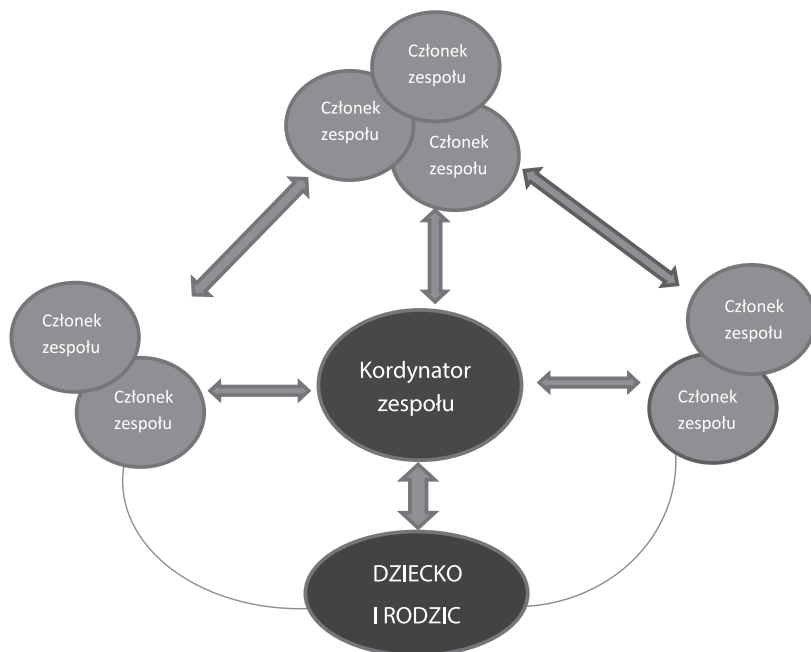 Członek
zespołu
Członek
zespołu
Członek
zespołu
Członek
zespołu
Członek
zespołu
Członek
zespołu
Członek
zespołu
Kordynator
zespołu
DZIECKO
I RODZIC